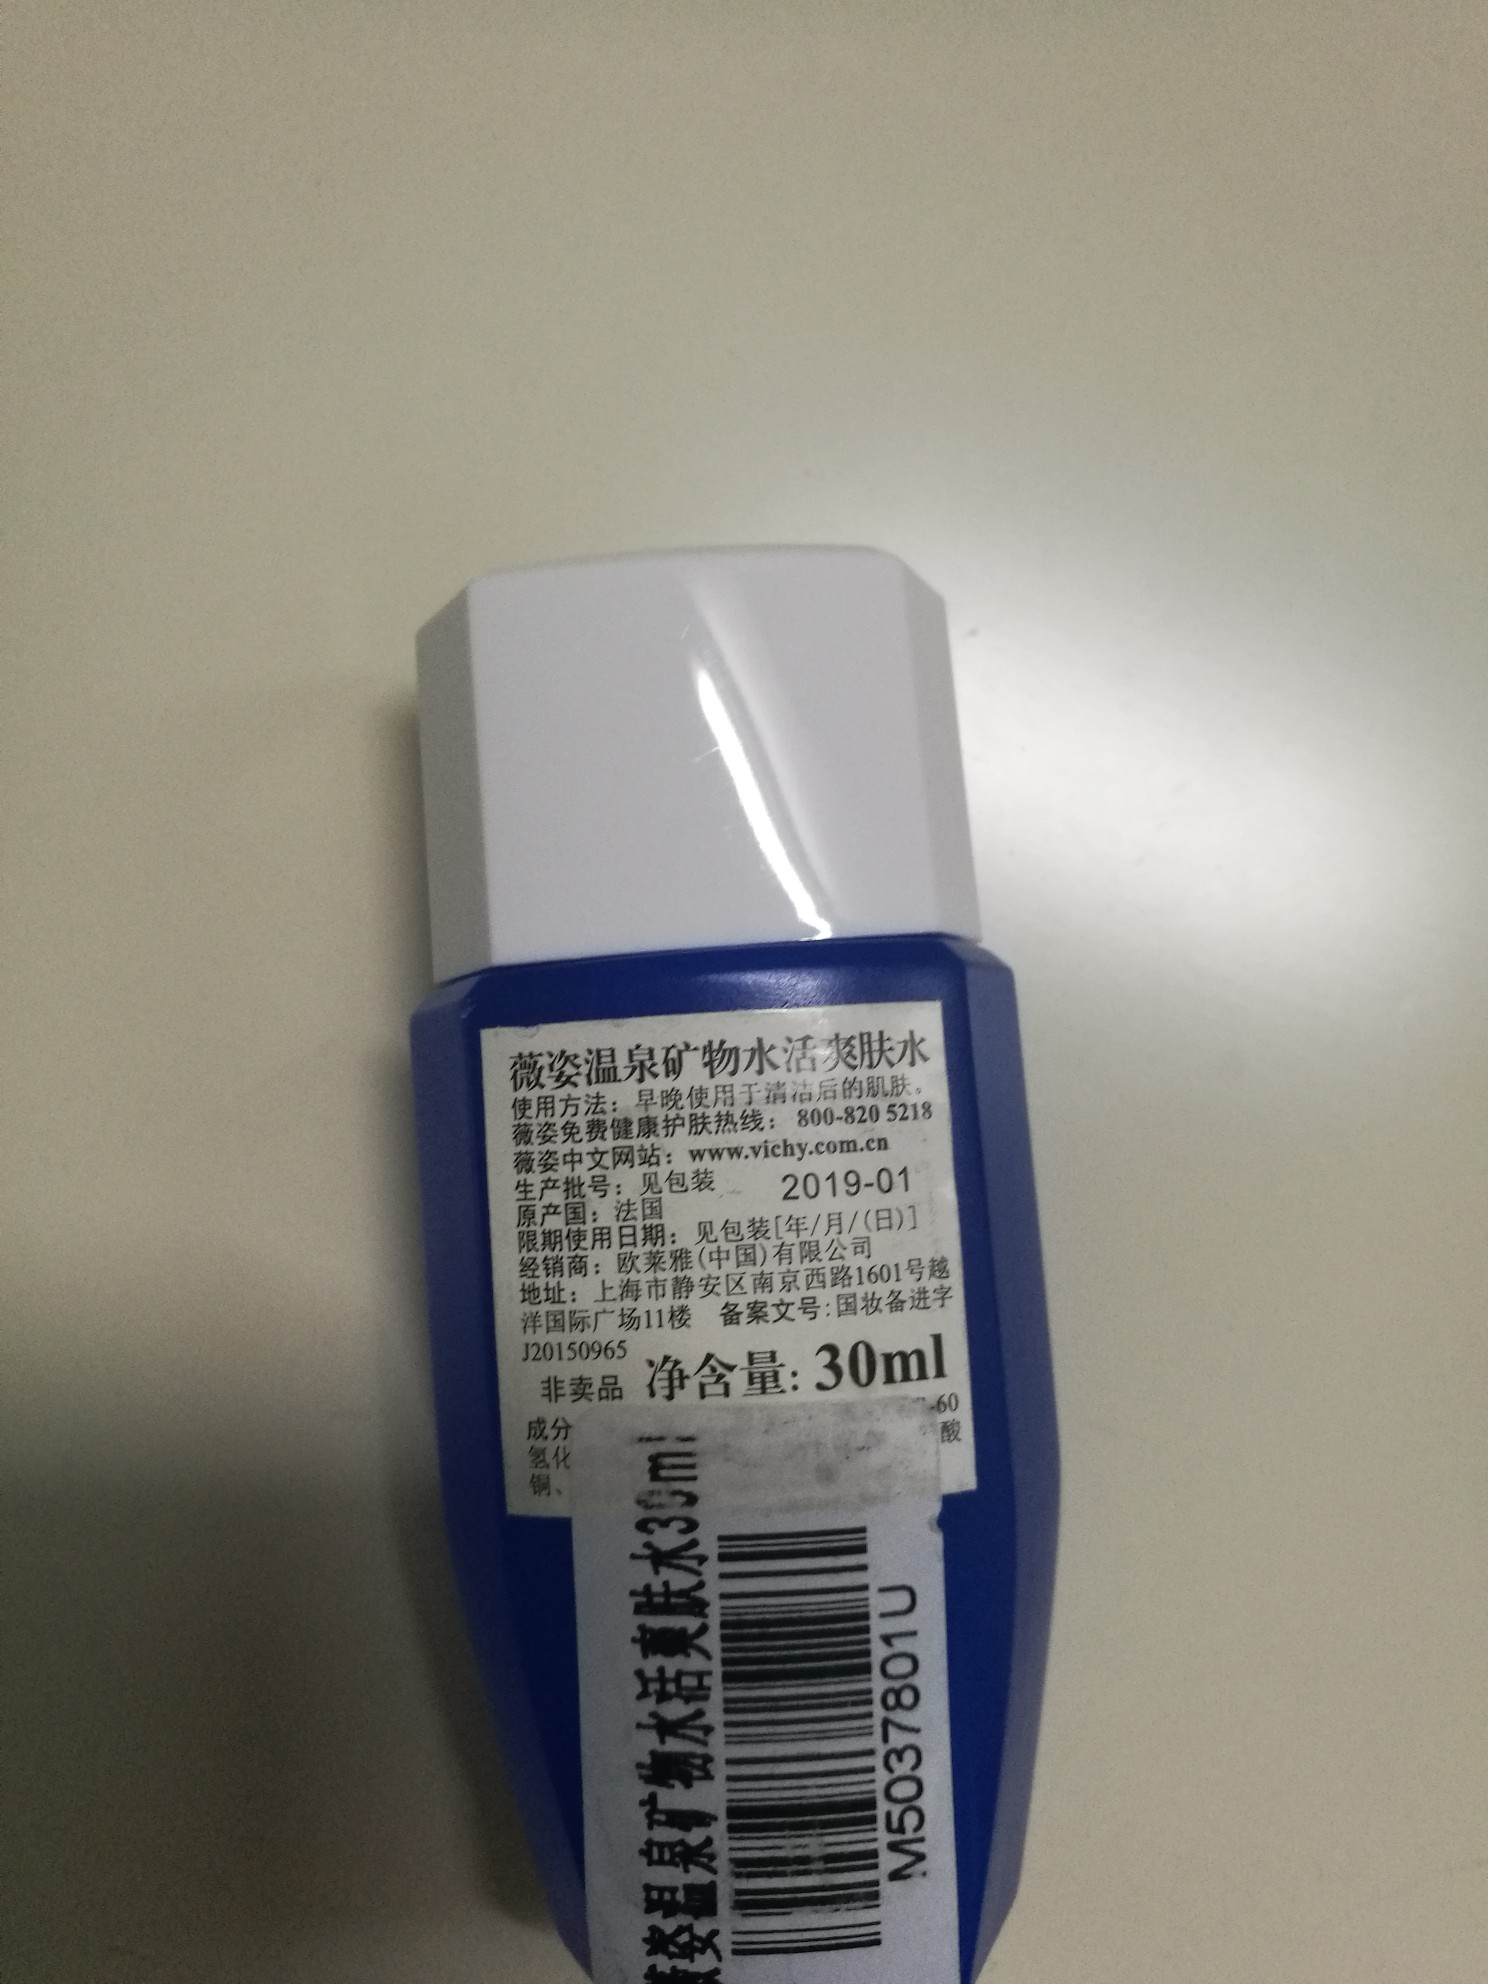 薇姿温泉矿物水活爽肤水
使用方法：早晚使用于清洁后的肌肤。
薇姿免费健康护肤热线：800-820 5218
薇姿中文网站：www.vichy.com.cn
生产批号：见包装 2019-01
原产国：法国
限期使用日期：见包装[年/月/(日)]
经销商：欧莱雅(中国)有限公司
地址：上海市静安区南京西路1601号越
洋国际广场11楼 备案文号:国妆备进字
J20150965
非卖品 净含量: 30ml
成分 -60
氢化 酸
铜、
薇姿温泉矿物水活爽肤水30ml
M5037801U